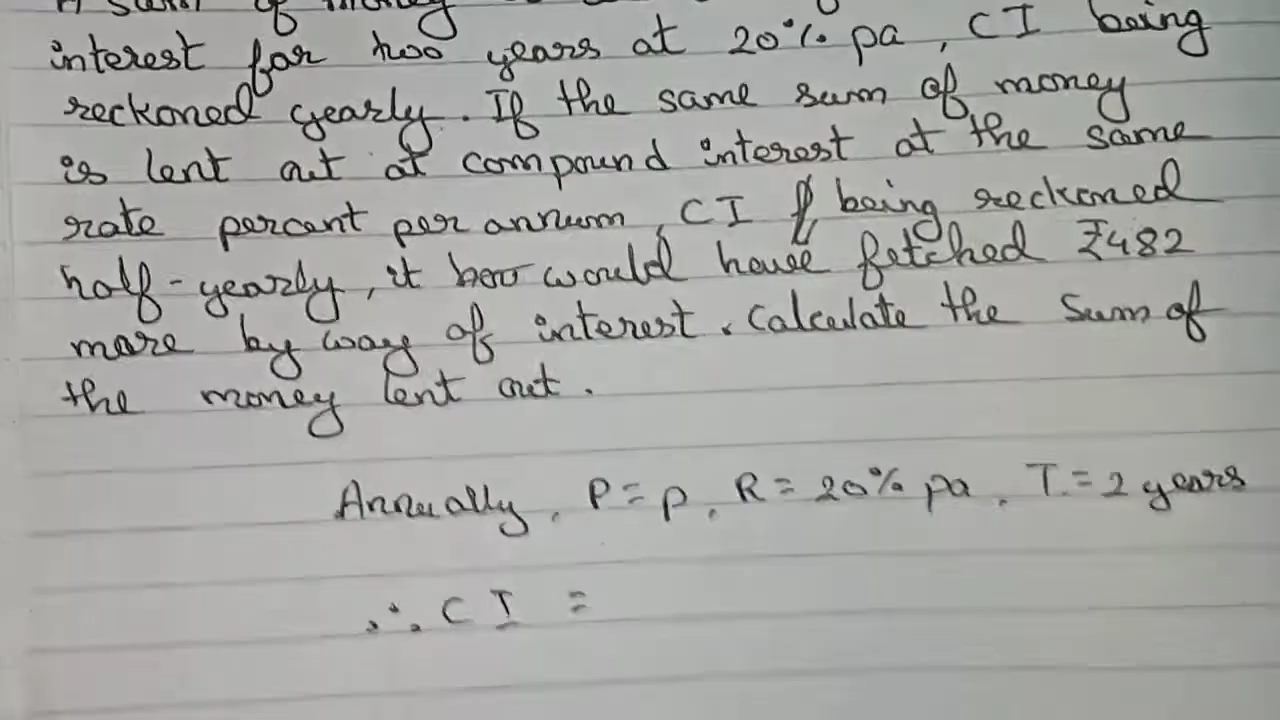 sum of money
interest for two years at 20% pa, CI being
reckoned yearly. If the same sum of money
is lent out at compound interest at the same
rate percent per annum, CI being reckoned
half-yearly, it would have fetched ₹482
more by way of interest. Calculate the sum of
the money lent out.
Annually, P = P, R = 20% pa, T = 2 years
∴ CI =